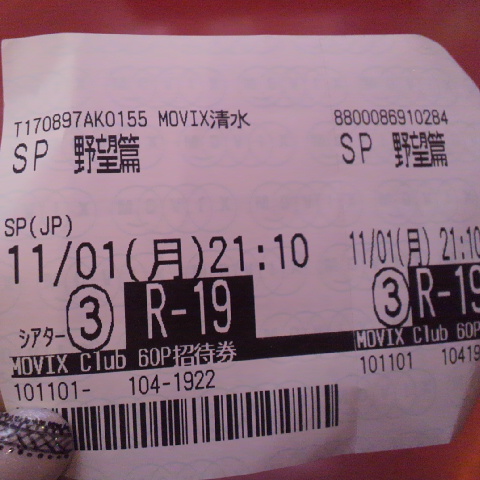 T170897AK0155 MOVIX清水 8800086910284
SP 野望篇 SP 野望篇
SP(JP)
11/01(月)21:10 11/01(月)21:10
シアター ③ R-19 ③ R-19
MOVIX Club 60P招待券 MOVIX Club 60P
101101- 104-1922 101101 10419